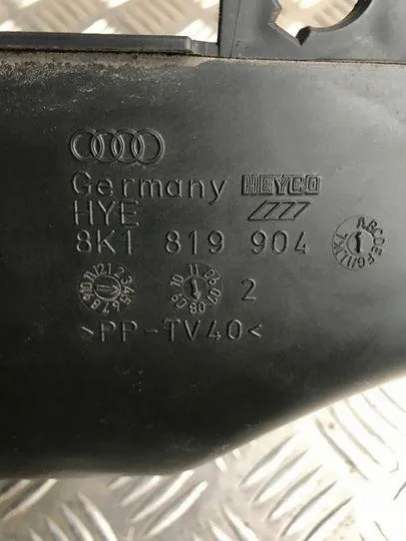 Germany HEYCO
HYE
8K1 819 904
2
>PP-TV40<